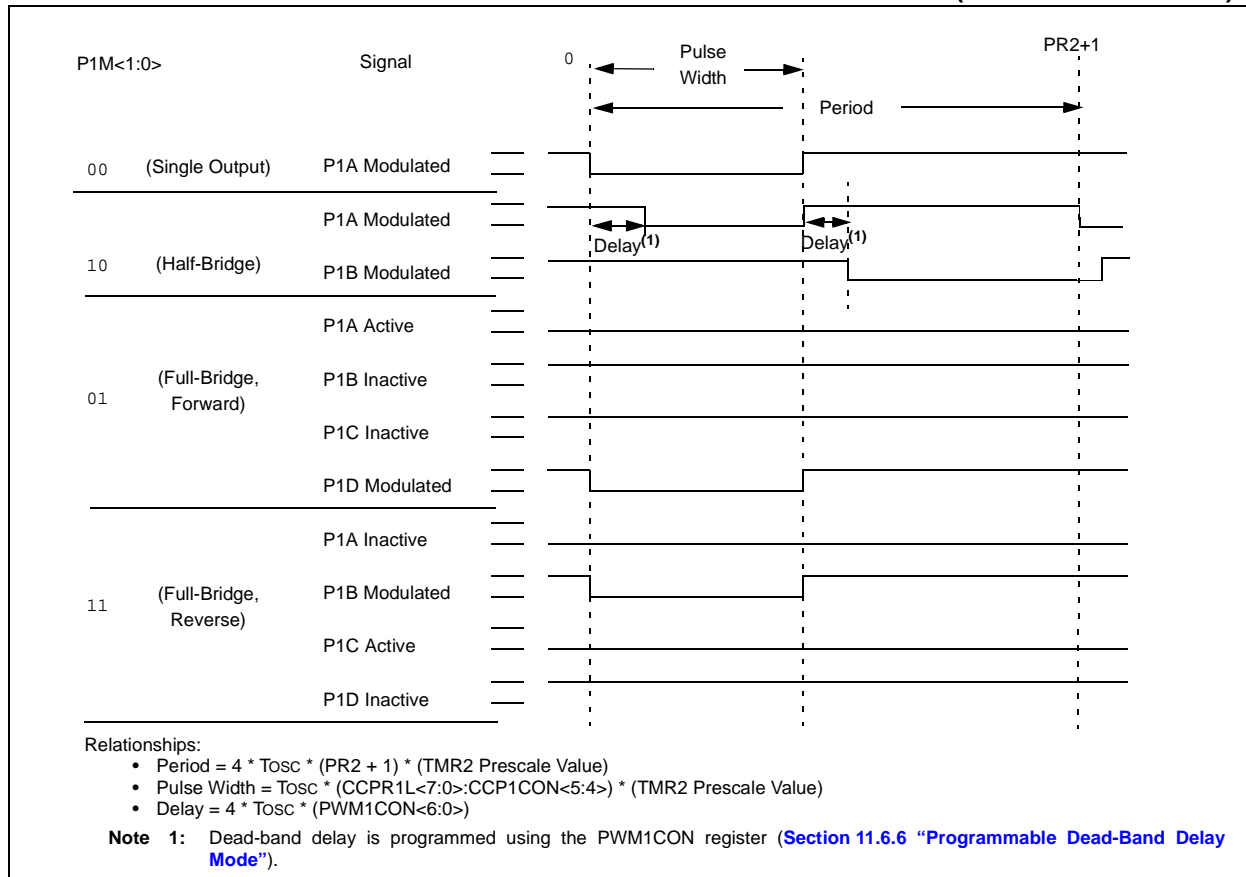 P1M<1:0> Signal 0 Pulse Width PR2+1
Period
00 (Single Output) P1A Modulated
P1A Modulated
Delay(1) Delay(1)
10 (Half-Bridge) P1B Modulated
P1A Active
(Full-Bridge, Forward) P1B Inactive
01
P1C Inactive
P1D Modulated
P1A Inactive
11 (Full-Bridge, Reverse) P1B Modulated
P1C Active
P1D Inactive
Relationships:
• Period = 4 * TOSC * (PR2 + 1) * (TMR2 Prescale Value)
• Pulse Width = TOSC * (CCPR1L<7:0>:CCP1CON<5:4>) * (TMR2 Prescale Value)
• Delay = 4 * TOSC * (PWM1CON<6:0>)
Note 1: Dead-band delay is programmed using the PWM1CON register (Section 11.6.6 “Programmable Dead-Band Delay
Mode”).